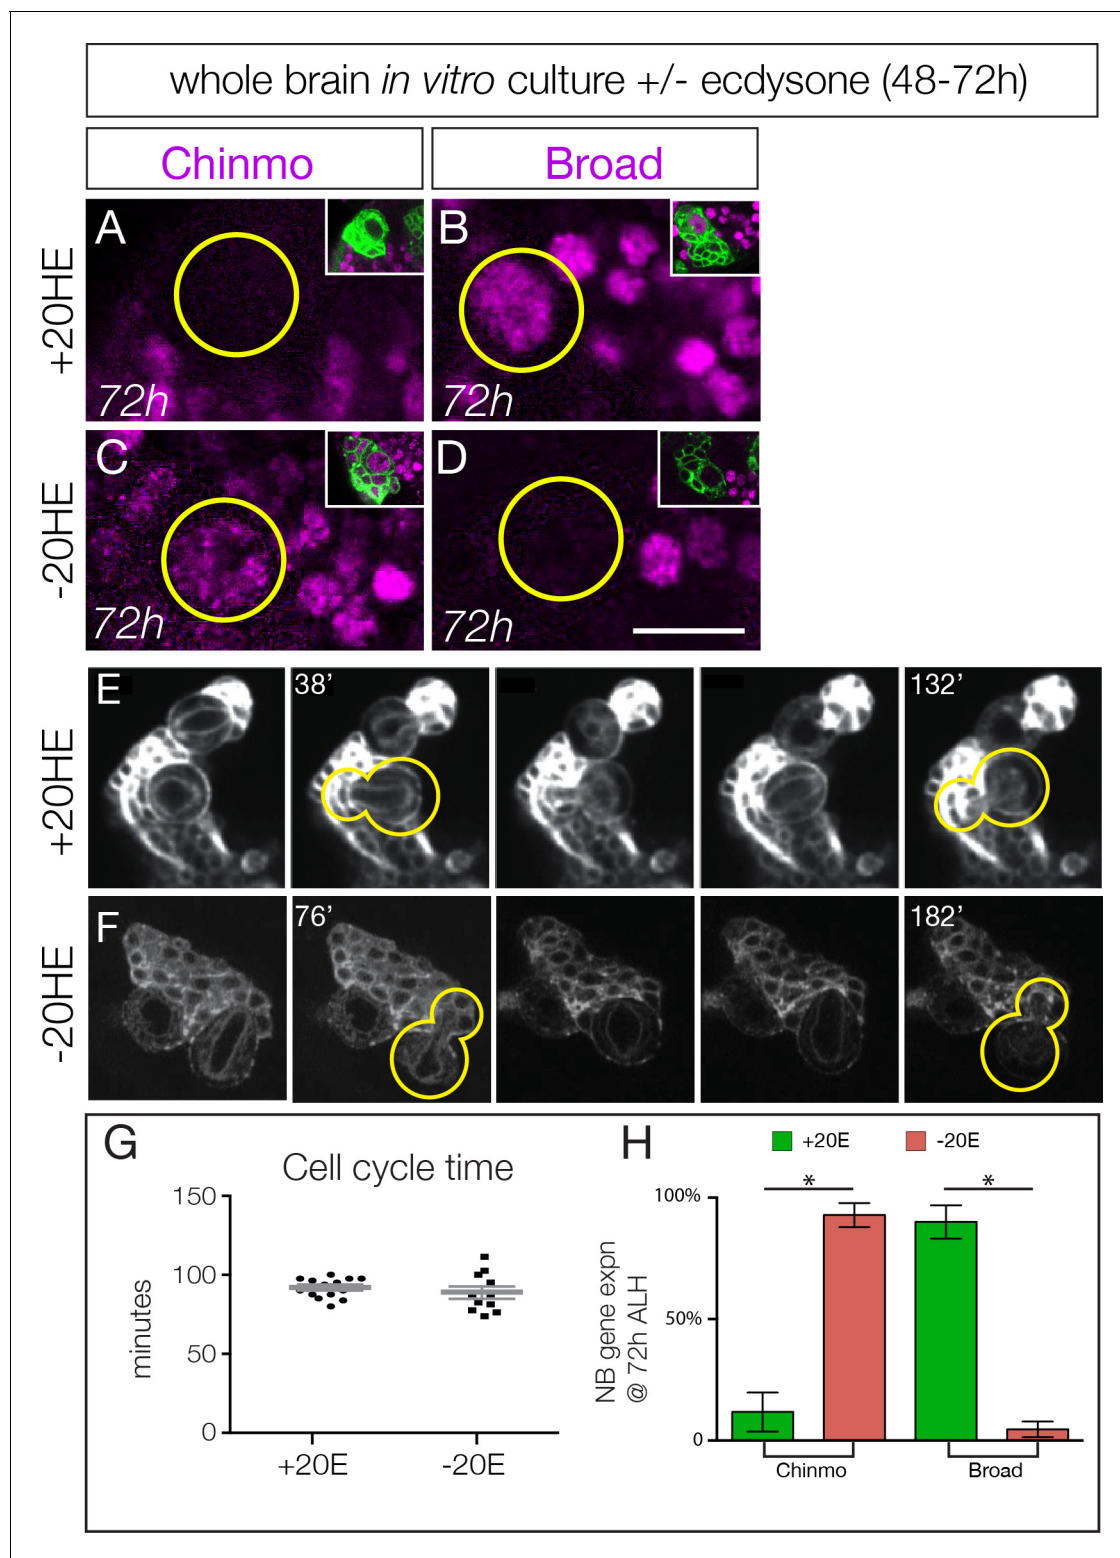 whole brain in vitro culture +/- ecdysone (48-72h)
Chinmo
Broad
+20HE
A
72h
B
72h
-20HE
C
72h
D
72h
+20HE
E
38’
132’
-20HE
F
76’
182’
G
Cell cycle time
minutes
150
100
50
0
+20E
-20E
H
+20E
-20E
NB gene expn
@ 72h ALH
100%
50%
0
*
*
Chinmo
Broad